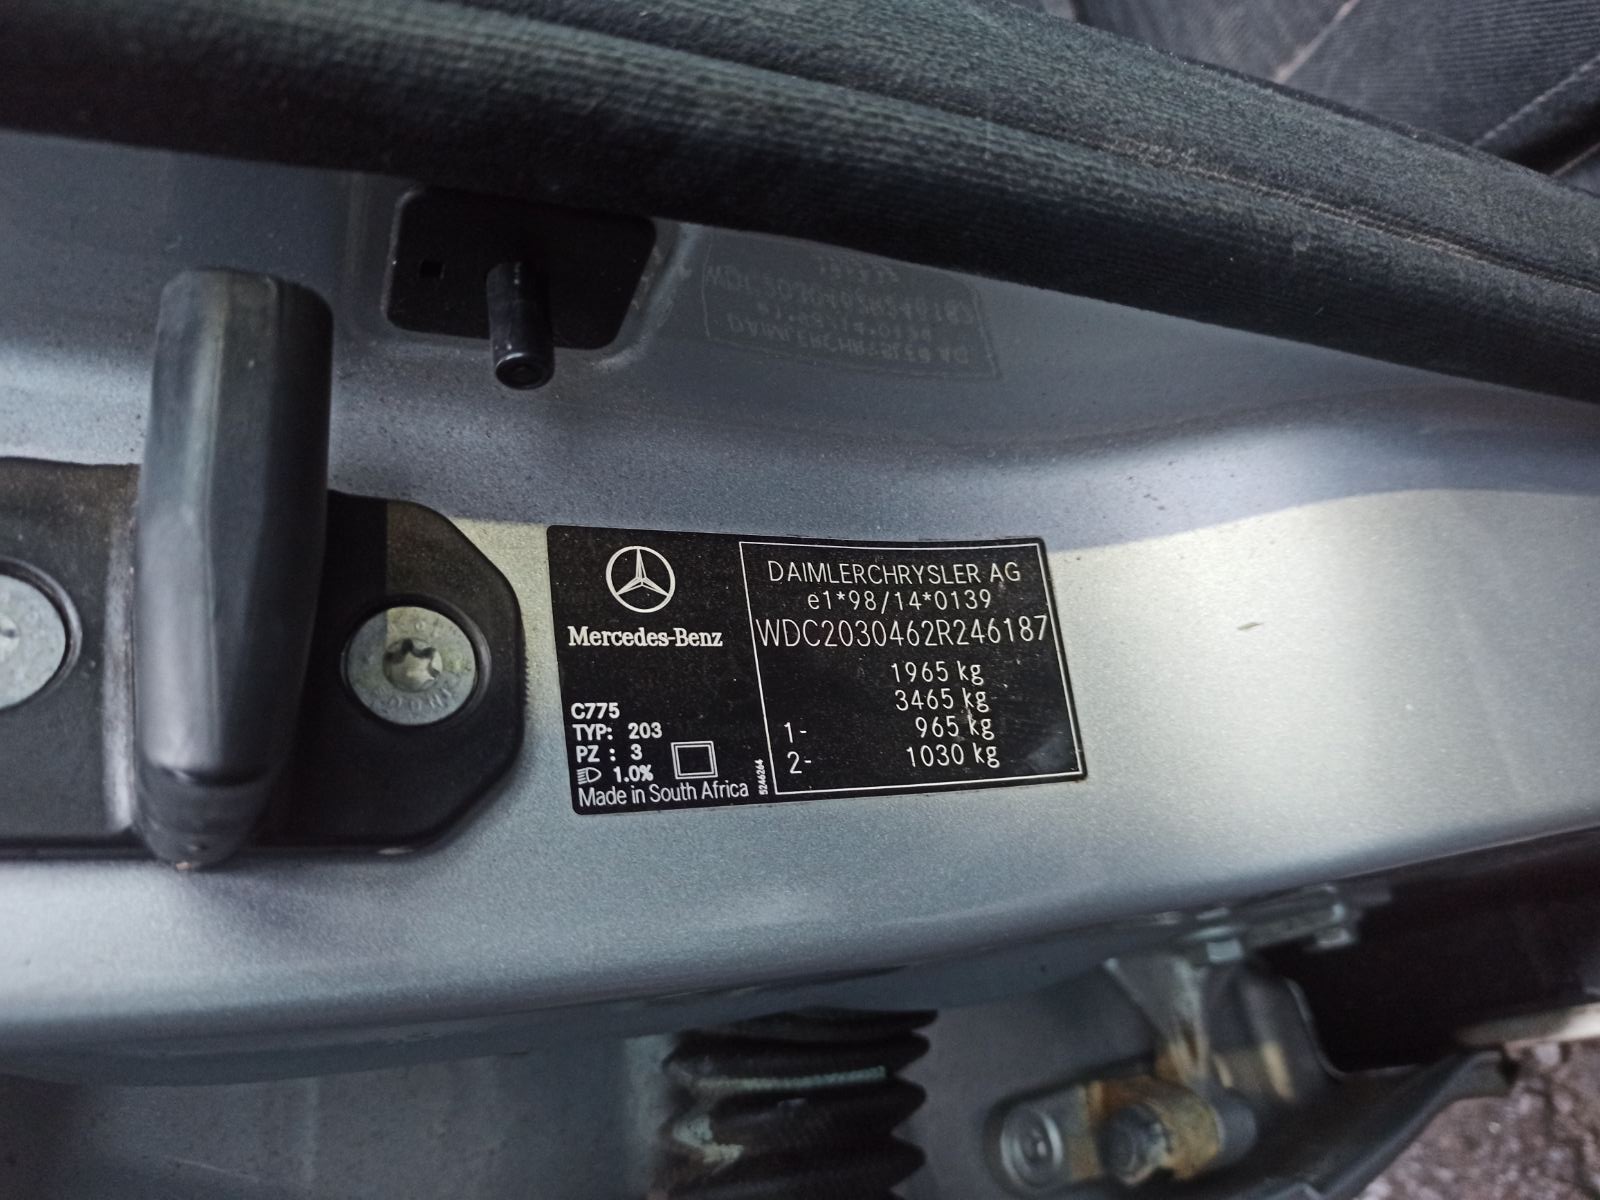 Mercedes-Benz
C775
TYP: 203
PZ : 3
1.0%
Made in South Africa
5246264
DAIMLERCHRYSLER AG
e1*98/14*0139
WDC2030462R246187
1965 kg
3465 kg
1- 965 kg
2- 1030 kg